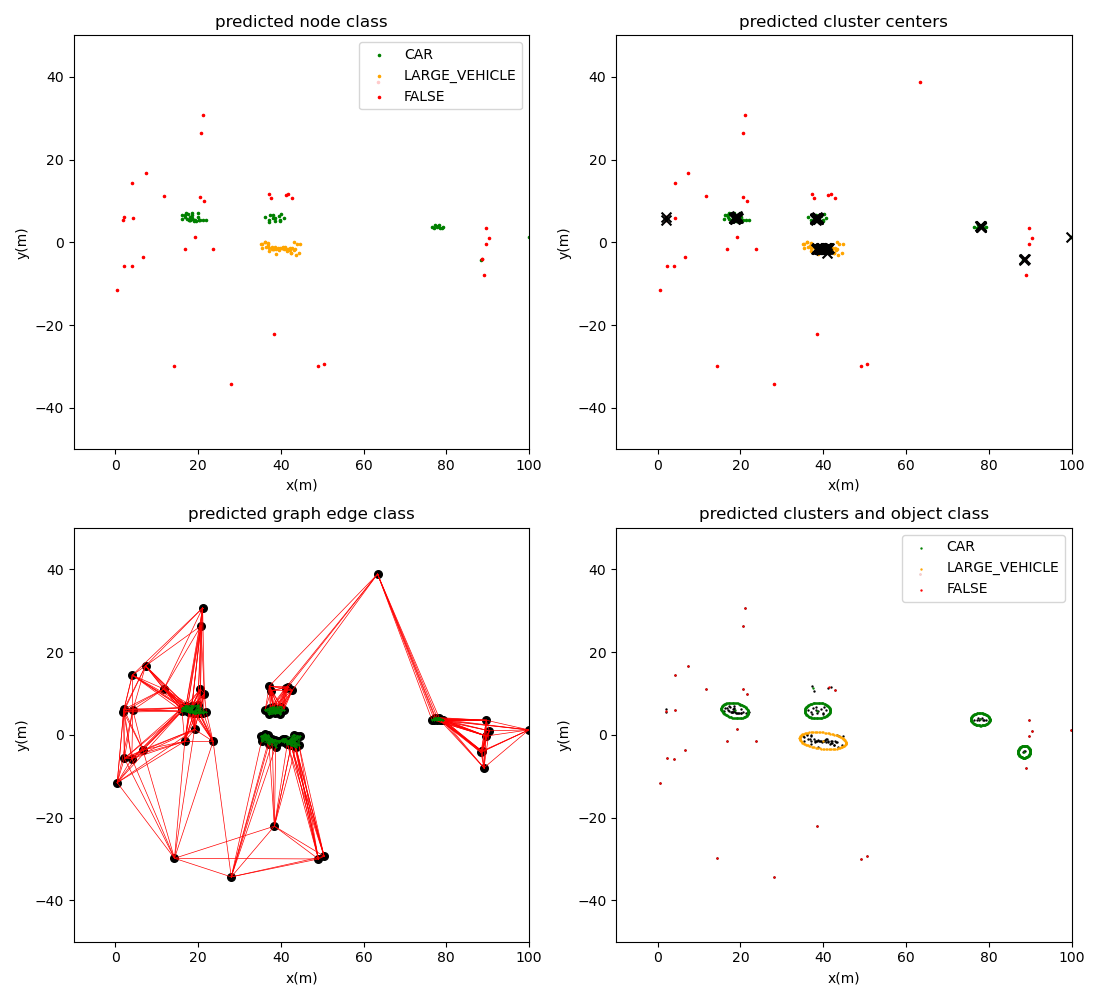 predicted node class
CAR
LARGE_VEHICLE
FALSE
40
20
0
−20
−40
y(m)
0 20 40 60 80 100
x(m)
predicted cluster centers
40
20
0
−20
−40
y(m)
0 20 40 60 80 100
x(m)
predicted graph edge class
40
20
0
−20
−40
y(m)
0 20 40 60 80 100
x(m)
predicted clusters and object class
CAR
LARGE_VEHICLE
FALSE
40
20
0
−20
−40
y(m)
0 20 40 60 80 100
x(m)